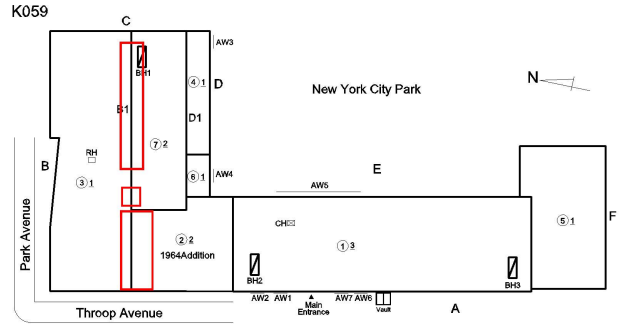 K059
C
AW3
BH1
④ 1
D
New York City Park
N
B1
D1
⑦ 2
RH
B
③ 1
⑥ 1
AW4
E
AW5
⑤ 1
F
CH
② 2
1964Addition
① 3
BH2
BH3
Park Avenue
AW2 AW1
Main
Entrance
AW7 AW6
Vault
A
Throop Avenue